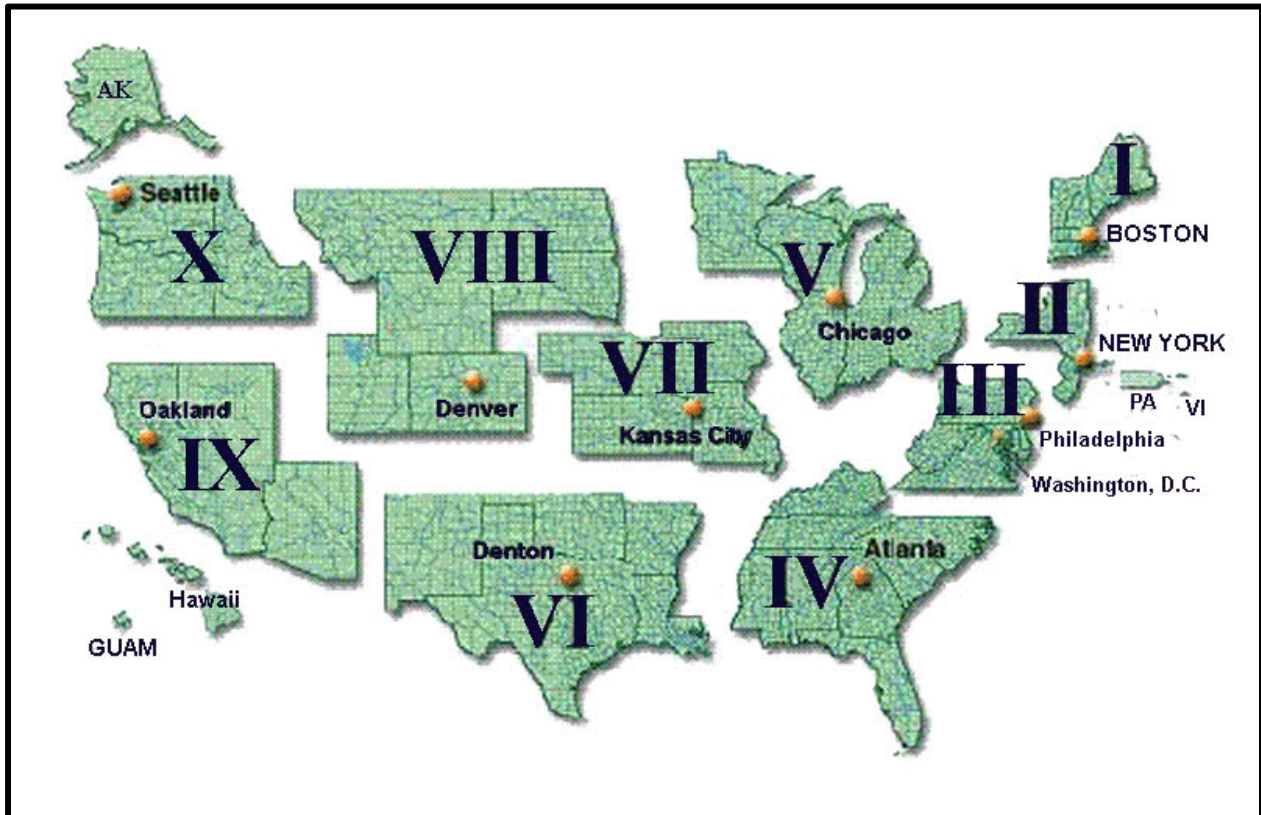 AK
I
Seattle
BOSTON
X
VIII
V
II
Chicago
NEW YORK
VII
III
PA
VI
Denver
Oakland
Kansas City
Philadelphia
IX
Washington, D.C.
Denton
Atlanta
IV
Hawaii
VI
GUAM